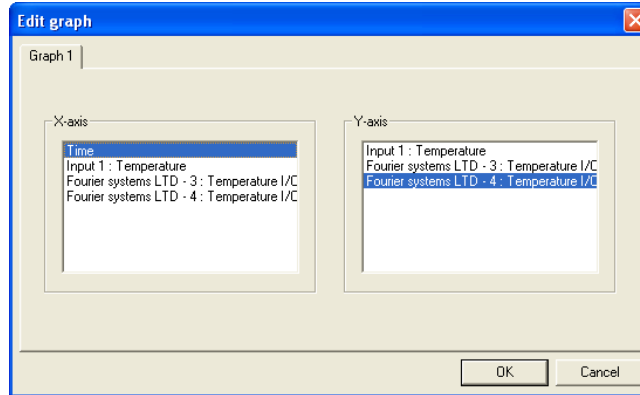 Edit graph
Graph 1
X-axis
Time
Input 1 : Temperature
Fourier systems LTD - 3 : Temperature I/C
Fourier systems LTD - 4 : Temperature I/C
Y-axis
Input 1 : Temperature
Fourier systems LTD - 3 : Temperature I/C
Fourier systems LTD - 4 : Temperature I/C
OK
Cancel